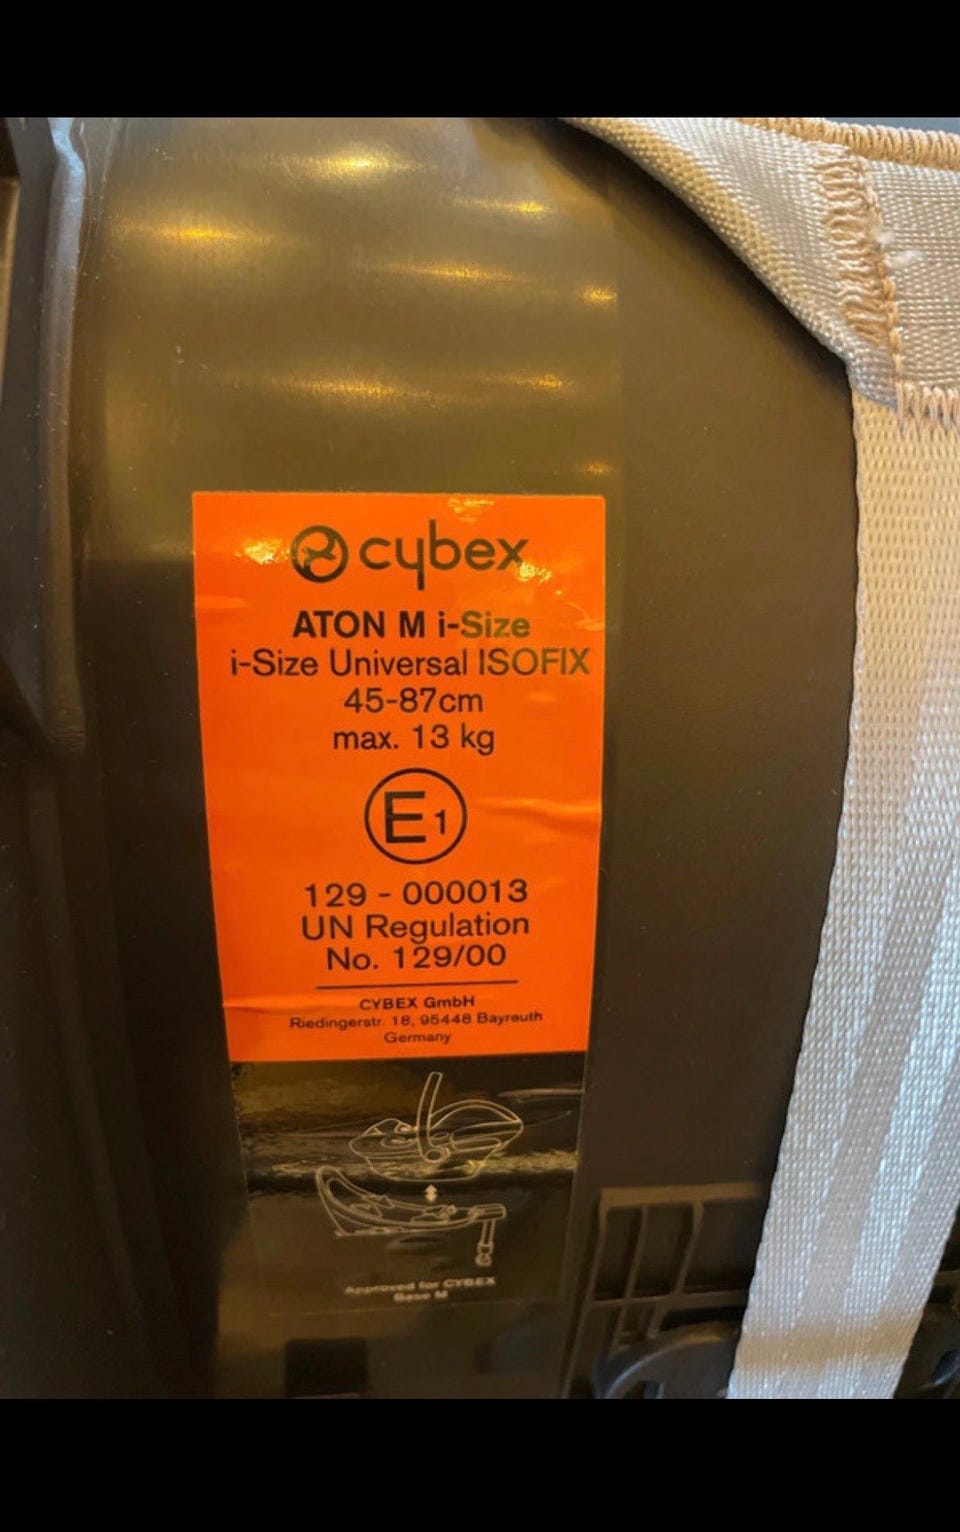 cybex
ATON M i-Size
i-Size Universal ISOFIX
45-87cm
max. 13 kg
E1
129 - 000013
UN Regulation
No. 129/00
CYBEX GmbH
Riedingerstr. 18, 95448 Bayreuth
Germany
Approved for CYBEX
Base M